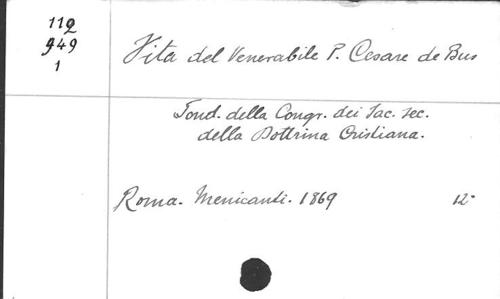 112
949
1
Vita del Venerabile P. Cesare de Bus
Fond. della Congr. dei Sac. sec.
della Dottrina Cristiana.
Roma. Menicanti. 1869 12°